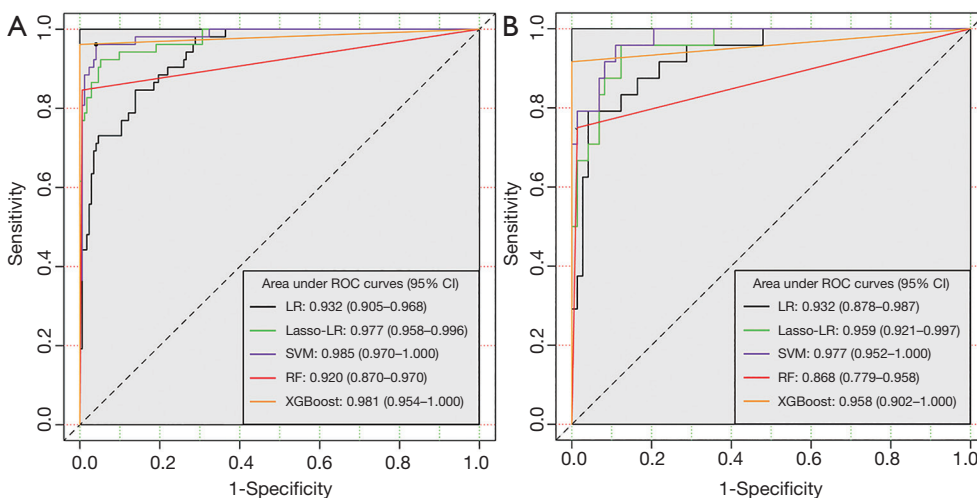 A
Sensitivity
1.0
0.8
0.6
0.4
0.2
0.0
Area under ROC curves (95% CI)
LR: 0.932 (0.905–0.968)
Lasso-LR: 0.977 (0.958–0.996)
SVM: 0.985 (0.970–1.000)
RF: 0.920 (0.870–0.970)
XGBoost: 0.981 (0.954–1.000)
0.0 0.2 0.4 0.6 0.8 1.0
1-Specificity
B
Sensitivity
1.0
0.8
0.6
0.4
0.2
0.0
Area under ROC curves (95% CI)
LR: 0.932 (0.878–0.987)
Lasso-LR: 0.959 (0.921–0.997)
SVM: 0.977 (0.952–1.000)
RF: 0.868 (0.779–0.958)
XGBoost: 0.958 (0.902–1.000)
0.0 0.2 0.4 0.6 0.8 1.0
1-Specificity